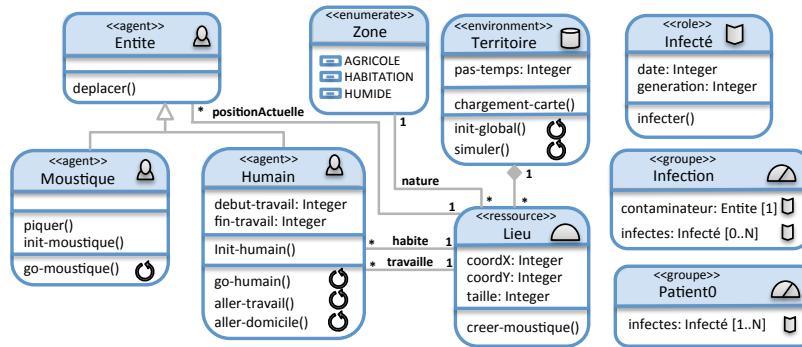 <<agent>>
Entite
deplacer()
<<enumerate>>
Zone
AGRICOLE
HABITATION
HUMIDE
<<environment>>
Territoire
pas-temps: Integer
chargement-carte()
init-global()
simuler()
<<role>>
Infecté
date: Integer
generation: Integer
infecter()
* positionActuelle
1
1
nature
* *
1
<<agent>>
Moustique
piquer()
init-moustique()
go-moustique()
<<agent>>
Humain
debut-travail: Integer
fin-travail: Integer
Init-humain()
go-humain()
aller-travail()
aller-domicile()
* habite 1
* travaille 1
<<ressource>>
Lieu
coordX: Integer
coordY: Integer
taille: Integer
creer-moustique()
<<groupe>>
Infection
contaminateur: Entite [1]
infectes: Infecté [0..N]
<<groupe>>
Patient0
infectes: Infecté [1..N]